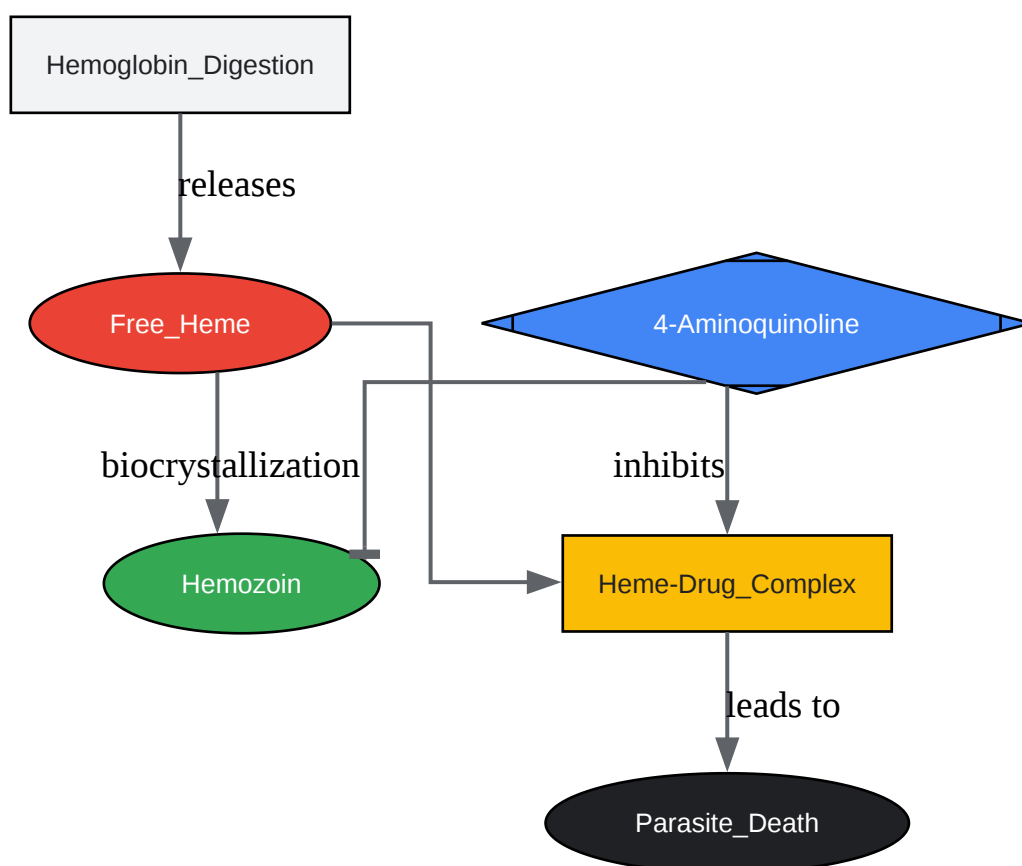 Hemoglobin_Digestion
releases
Free_Heme
4-Aminoquinoline
biocrystallization
inhibits
Hemozoin
Heme-Drug_Complex
leads to
Parasite_Death